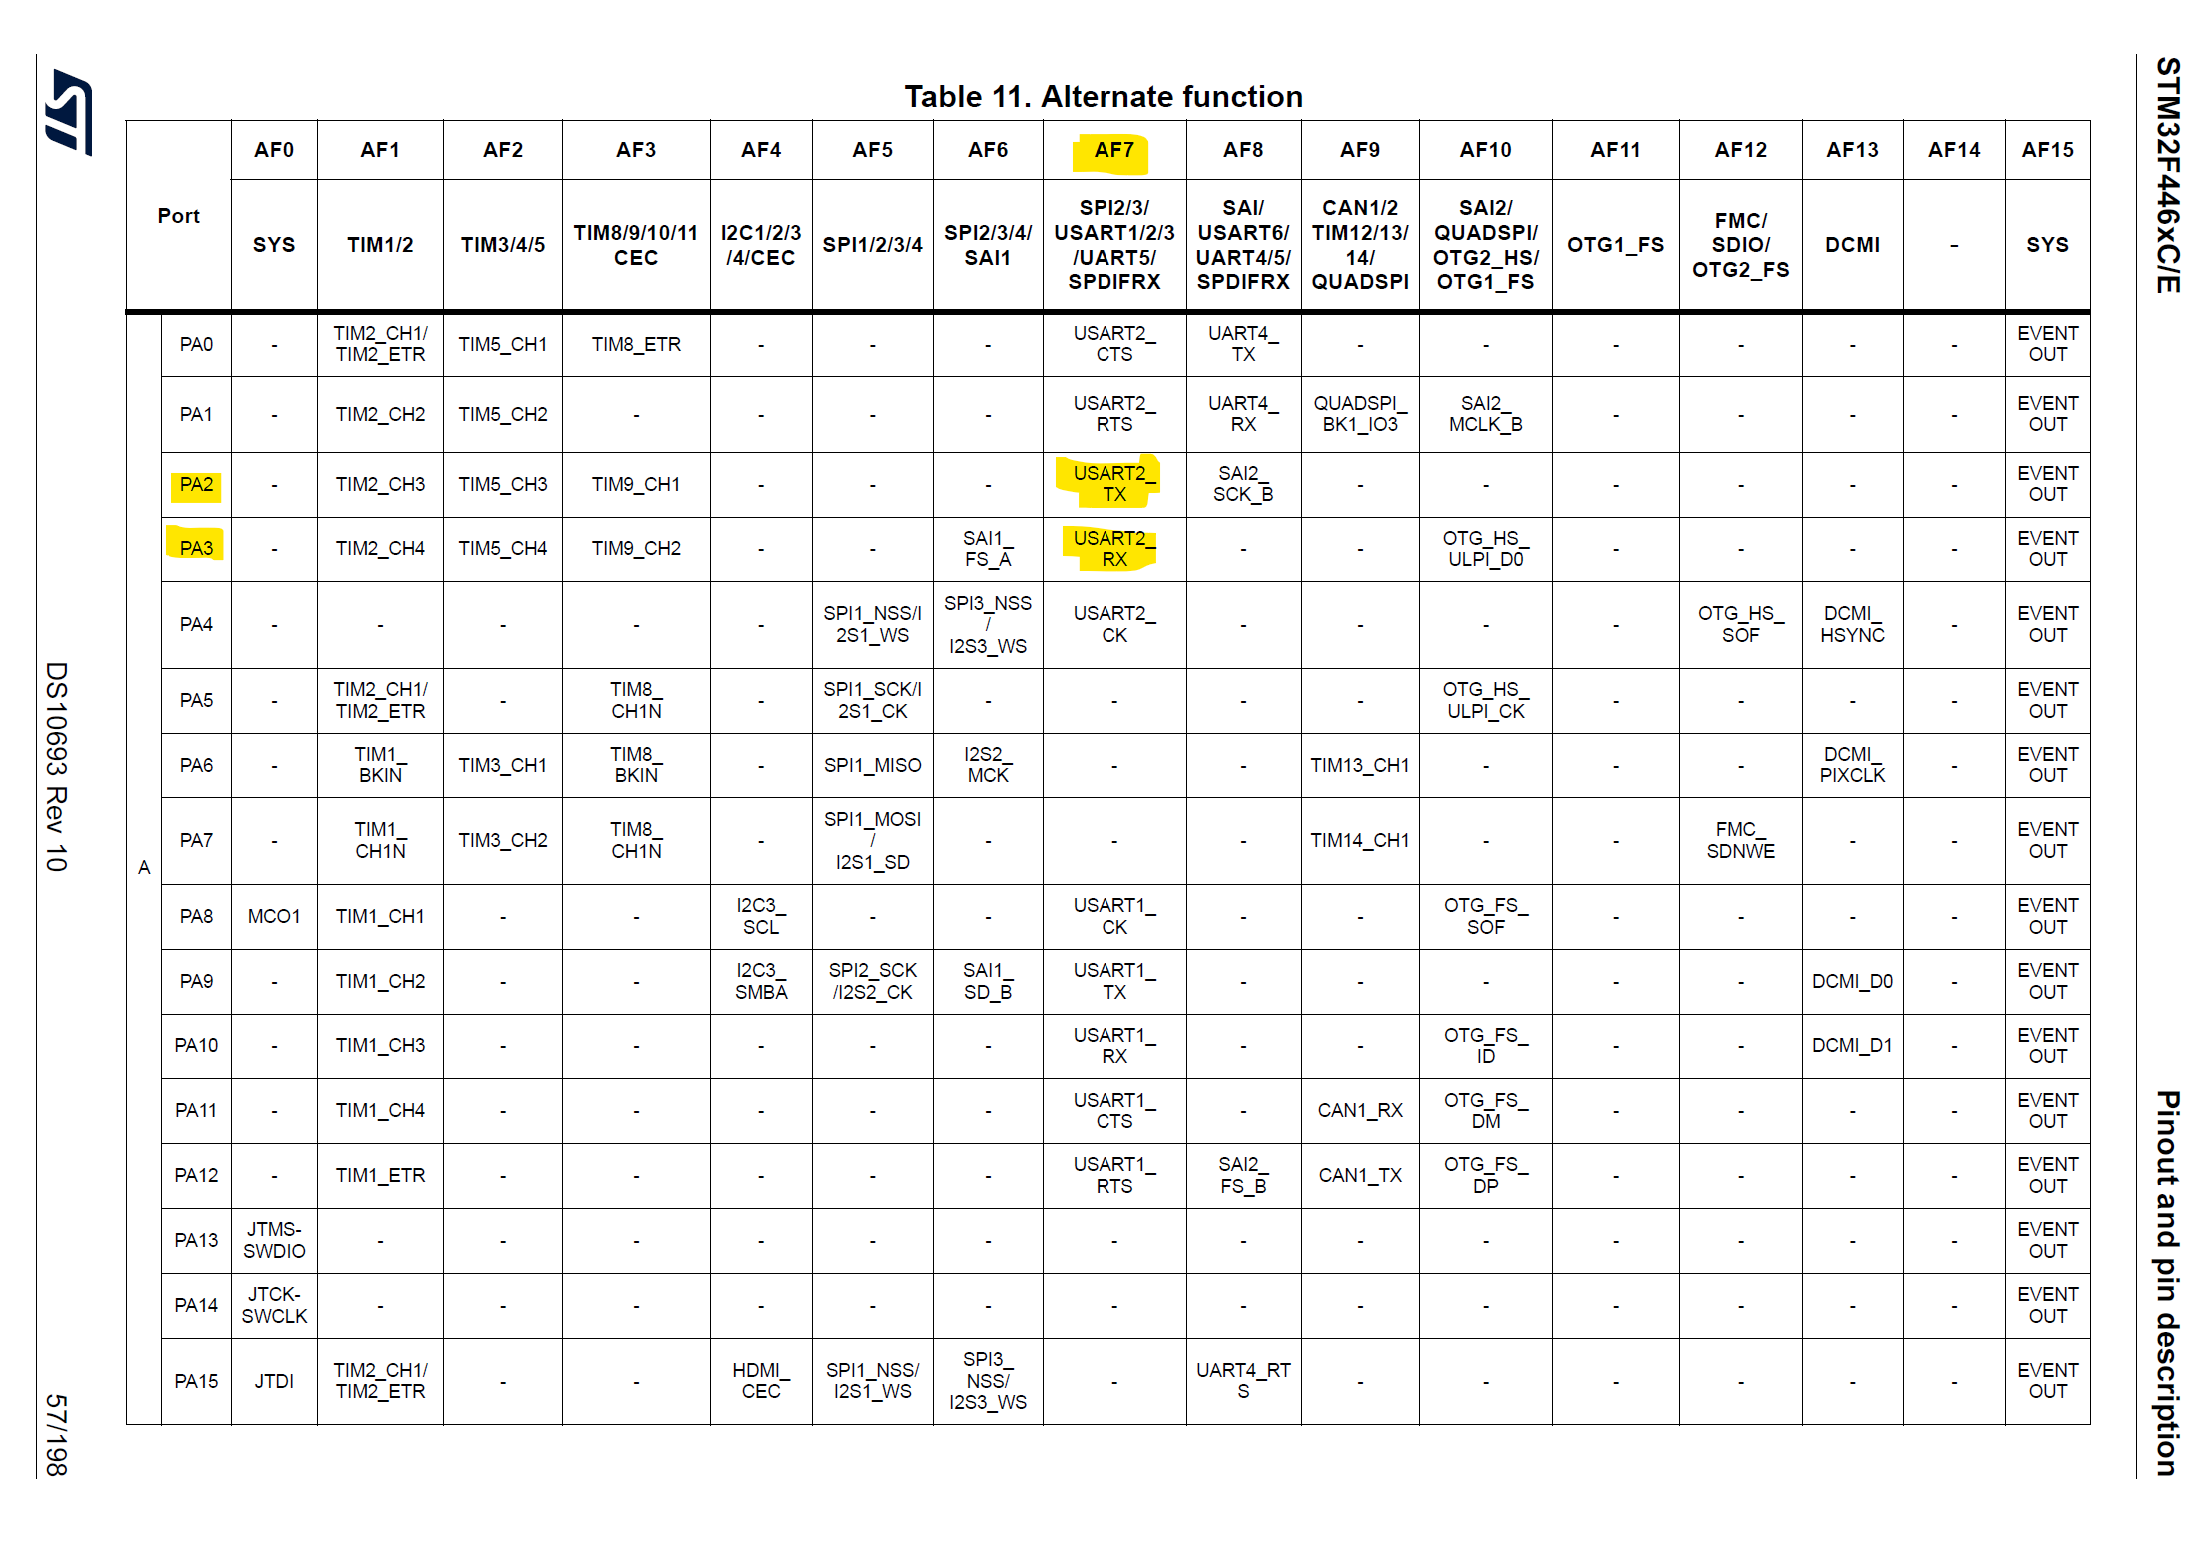 STM32F446xC/E
Table 11. Alternate function
Port AF0 AF1 AF2 AF3 AF4 AF5 AF6 AF7 AF8 AF9 AF10 AF11 AF12 AF13 AF14 AF15
SYS TIM1/2 TIM3/4/5 TIM8/9/10/11 CEC I2C1/2/3 /4/CEC SPI1/2/3/4 SPI2/3/4/ SAI1 SPI2/3/ USART1/2/3 /UART5/ SPDIFRX SAI/ USART6/ UART4/5/ SPDIFRX CAN1/2 TIM12/13/ 14/ QUADSPI SAI2/ QUADSPI/ OTG2_HS/ OTG1_FS OTG1_FS FMC/ SDIO/ OTG2_FS DCMI - SYS
A
PA0 - TIM2_CH1/ TIM2_ETR TIM5_CH1 TIM8_ETR - - - USART2_ CTS UART4_ TX - - - - - - EVENT OUT
PA1 - TIM2_CH2 TIM5_CH2 - - - - USART2_ RTS UART4_ RX QUADSPI_ BK1_IO3 SAI2_ MCLK_B - - - - EVENT OUT
PA2 - TIM2_CH3 TIM5_CH3 TIM9_CH1 - - - USART2_ TX SAI2_ SCK_B - - - - - - EVENT OUT
PA3 - TIM2_CH4 TIM5_CH4 TIM9_CH2 - - SAI1_ FS_A USART2_ RX - - OTG_HS_ ULPI_D0 - - - - EVENT OUT
PA4 - - - - - SPI1_NSS/I 2S1_WS SPI3_NSS / I2S3_WS USART2_ CK - - - - OTG_HS_ SOF DCMI_ HSYNC - EVENT OUT
PA5 - TIM2_CH1/ TIM2_ETR - TIM8_ CH1N - SPI1_SCK/I 2S1_CK - - - - OTG_HS_ ULPI_CK - - - - EVENT OUT
PA6 - TIM1_ BKIN TIM3_CH1 TIM8_ BKIN - SPI1_MISO I2S2_ MCK - - TIM13_CH1 - - - DCMI_ PIXCLK - EVENT OUT
PA7 - TIM1_ CH1N TIM3_CH2 TIM8_ CH1N - SPI1_MOSI / I2S1_SD - - - TIM14_CH1 - - FMC_ SDNWE - - EVENT OUT
PA8 MCO1 TIM1_CH1 - - I2C3_ SCL - - USART1_ CK - - OTG_FS_ SOF - - - - EVENT OUT
PA9 - TIM1_CH2 - - I2C3_ SMBA SPI2_SCK /I2S2_CK SAI1_ SD_B USART1_ TX - - - - - DCMI_D0 - EVENT OUT
PA10 - TIM1_CH3 - - - - - USART1_ RX - - OTG_FS_ ID - - DCMI_D1 - EVENT OUT
PA11 - TIM1_CH4 - - - - - USART1_ CTS - CAN1_RX OTG_FS_ DM - - - - EVENT OUT
PA12 - TIM1_ETR - - - - - USART1_ RTS SAI2_ FS_B CAN1_TX OTG_FS_ DP - - - - EVENT OUT
PA13 JTMS- SWDIO - - - - - - - - - - - - - - EVENT OUT
PA14 JTCK- SWCLK - - - - - - - - - - - - - - EVENT OUT
PA15 JTDI TIM2_CH1/ TIM2_ETR - - HDMI_ CEC SPI1_NSS/ I2S1_WS SPI3_ NSS/ I2S3_WS - UART4_RT S - - - - - - EVENT OUT
Pinout and pin description
ST
DS10693 Rev 10
57/198